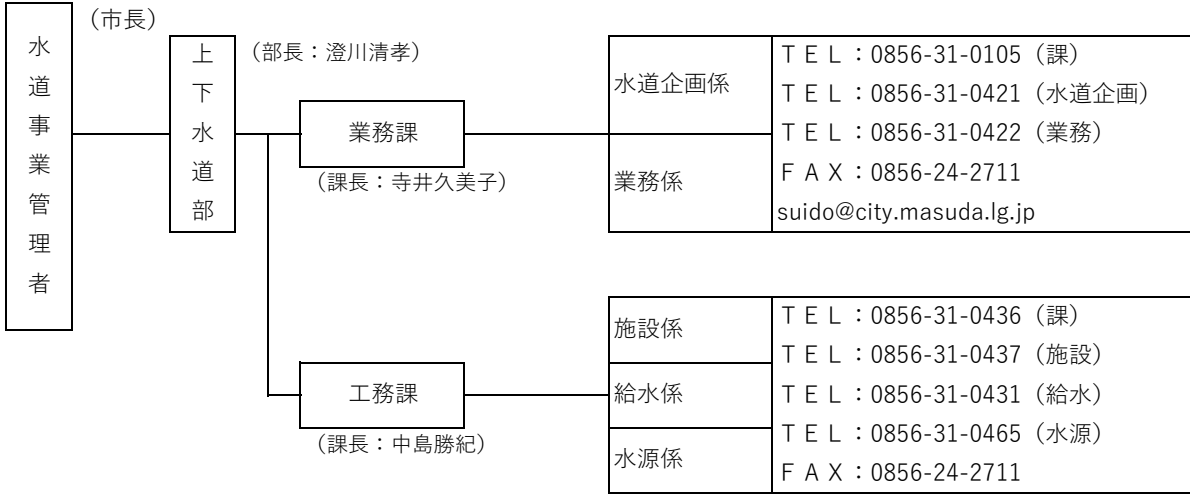 （市長）
水道事業管理者
上下水道部
（部長：澄川清孝）
業務課
（課長：寺井久美子）
水道企画係
業務係
ＴＥＬ：0856-31-0105（課）
ＴＥＬ：0856-31-0421（水道企画）
ＴＥＬ：0856-31-0422（業務）
ＦＡＸ：0856-24-2711
suido@city.masuda.lg.jp
工務課
（課長：中島勝紀）
施設係
給水係
水源係
ＴＥＬ：0856-31-0436（課）
ＴＥＬ：0856-31-0437（施設）
ＴＥＬ：0856-31-0431（給水）
ＴＥＬ：0856-31-0465（水源）
ＦＡＸ：0856-24-2711